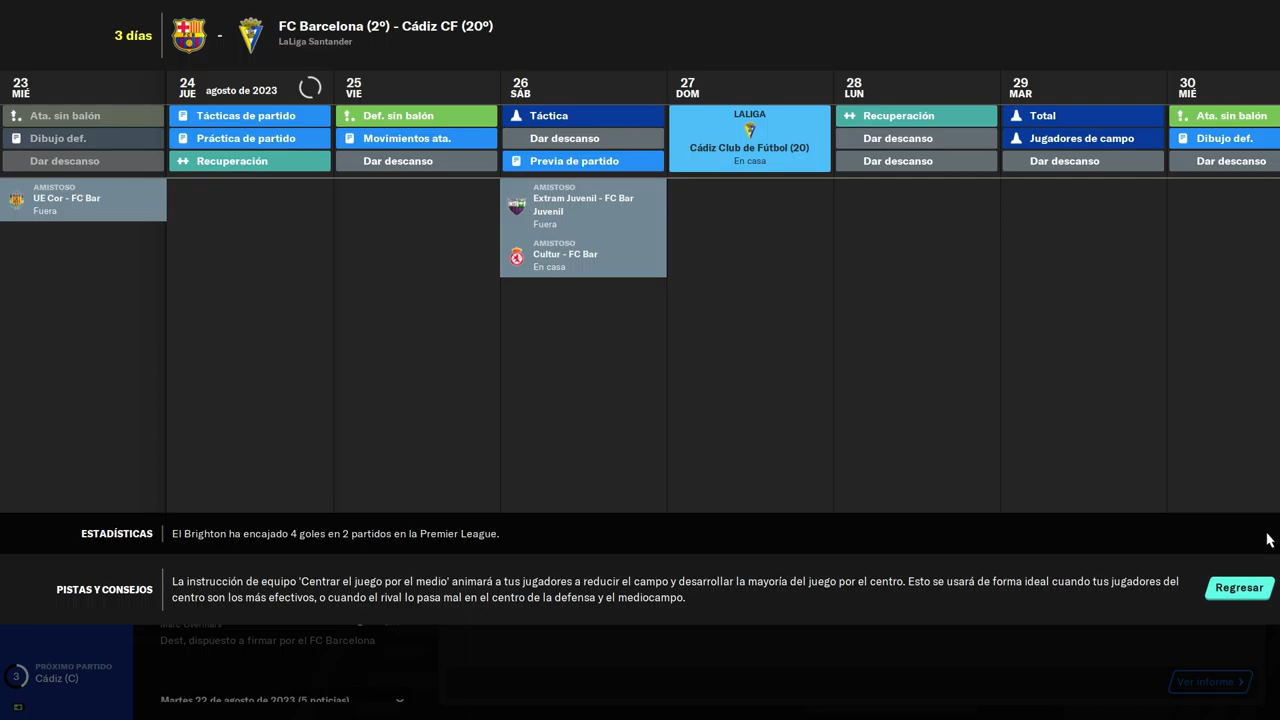 3 días
-
FC Barcelona (2º) - Cádiz CF (20º)
LaLiga Santander
23
MIÉ
24
JUE
agosto de 2023
25
VIE
26
SÁB
27
DOM
28
LUN
29
MAR
30
MIÉ
Ata. sin balón
Dibujo def.
Dar descanso
Tácticas de partido
Práctica de partido
Recuperación
Def. sin balón
Movimientos ata.
Dar descanso
Táctica
Dar descanso
Previa de partido
LALIGA
Cádiz Club de Fútbol (20)
En casa
Recuperación
Dar descanso
Dar descanso
Total
Jugadores de campo
Dar descanso
Ata. sin balón
Dibujo def.
Dar descanso
AMISTOSO
UE Cor - FC Bar
Fuera
AMISTOSO
Extram Juvenil - FC Bar
Juvenil
Fuera
AMISTOSO
Cultur - FC Bar
En casa
ESTADÍSTICAS
El Brighton ha encajado 4 goles en 2 partidos en la Premier League.
PISTAS Y CONSEJOS
La instrucción de equipo 'Centrar el juego por el medio' animará a tus jugadores a reducir el campo y desarrollar la mayoría del juego por el centro. Esto se usará de forma ideal cuando tus jugadores del
centro son los más efectivos, o cuando el rival lo pasa mal en el centro de la defensa y el mediocampo.
Regresar
Marc Overmars
Dest, dispuesto a firmar por el FC Barcelona
3
PRÓXIMO PARTIDO
Cádiz (C)
Ver informe
Martes 22 de agosto de 2023 (5 noticias)